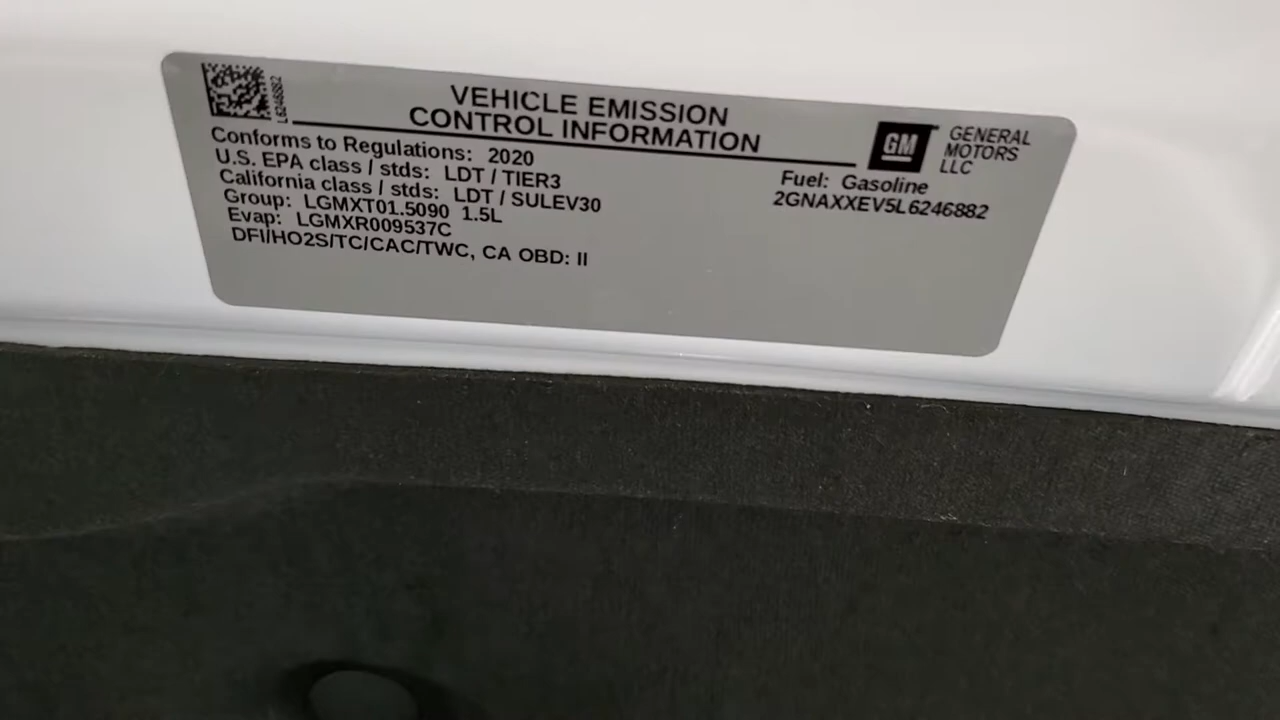 L6246882
VEHICLE EMISSION
CONTROL INFORMATION
GM
GENERAL
MOTORS
LLC
Conforms to Regulations: 2020
U.S. EPA class / stds: LDT / TIER3
California class / stds: LDT / SULEV30
Group: LGMXT01.5090 1.5L
Evap: LGMXR009537C
DFI/HO2S/TC/CAC/TWC, CA OBD: II
Fuel: Gasoline
2GNAXXEV5L6246882